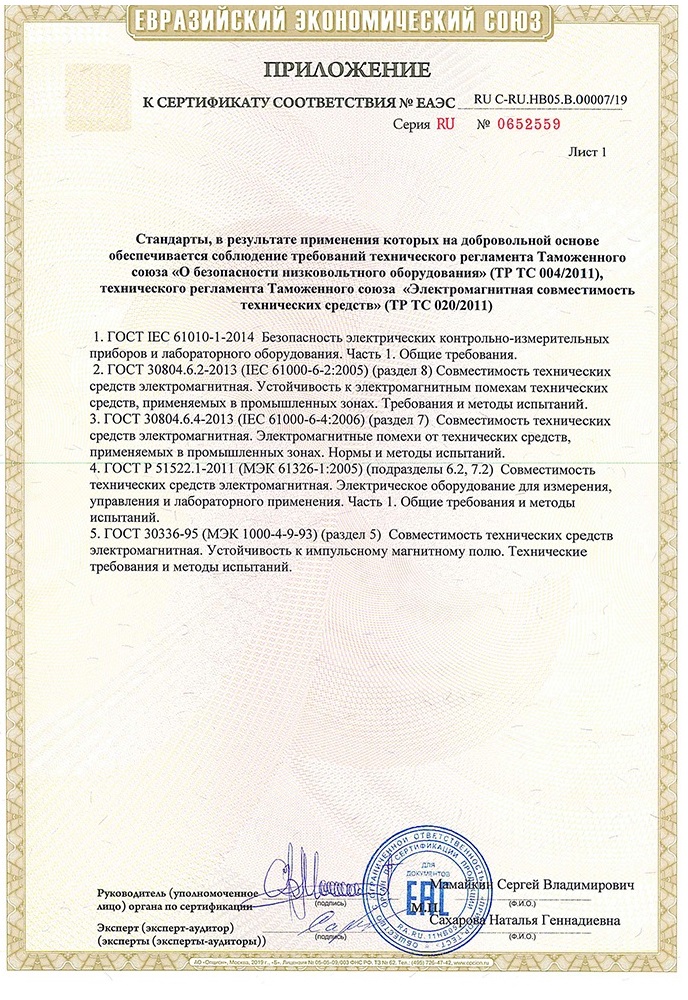 ЕВРАЗИЙСКИЙ ЭКОНОМИЧЕСКИЙ СОЮЗ
ПРИЛОЖЕНИЕ
К СЕРТИФИКАТУ СООТВЕТСТВИЯ № ЕАЭС RU C-RU.HB05.B.00007/19
Серия RU № 0652559
Лист 1
Стандарты, в результате применения которых на добровольной основе
обеспечивается соблюдение требований технического регламента Таможенного
союза «О безопасности низковольтного оборудования» (ТР ТС 004/2011),
технического регламента Таможенного союза «Электромагнитная совместимость
технических средств» (ТР ТС 020/2011)
1. ГОСТ IEC 61010-1-2014 Безопасность электрических контрольно-измерительных
приборов и лабораторного оборудования. Часть 1. Общие требования.
2. ГОСТ 30804.6.2-2013 (IEC 61000-6-2:2005) (раздел 8) Совместимость технических
средств электромагнитная. Устойчивость к электромагнитным помехам технических
средств, применяемых в промышленных зонах. Требования и методы испытаний.
3. ГОСТ 30804.6.4-2013 (IEC 61000-6-4:2006) (раздел 7) Совместимость технических
средств электромагнитная. Электромагнитные помехи от технических средств,
применяемых в промышленных зонах. Нормы и методы испытаний.
4. ГОСТ Р 51522.1-2011 (МЭК 61326-1:2005) (подразделы 6.2, 7.2) Совместимость
технических средств электромагнитная. Электрическое оборудование для измерения,
управления и лабораторного применения. Часть 1. Общие требования и методы
испытаний.
5. ГОСТ 30336-95 (МЭК 1000-4-9-93) (раздел 5) Совместимость технических средств
электромагнитная. Устойчивость к импульсному магнитному полю. Технические
требования и методы испытаний.
Руководитель (уполномоченное
лицо) органа по сертификации
(подпись)
Мамайкин Сергей Владимирович
(Ф.И.О.)
М.П.
Эксперт (эксперт-аудитор)
(эксперты (эксперты-аудиторы))
(подпись)
Сахарова Наталья Геннадиевна
(Ф.И.О.)
ДЛЯ
ДОКУМЕНТОВ
EAC
АО «Опцион», Москва, 2019 г., «Б». Лицензия № 05-05-09/003 ФНС РФ. ТЗ № 62. Тел.: (495) 726-47-42, www.opcion.ru